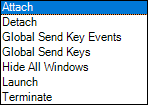 Attach
Detach
Global Send Key Events
Global Send Keys
Hide All Windows
Launch
Terminate